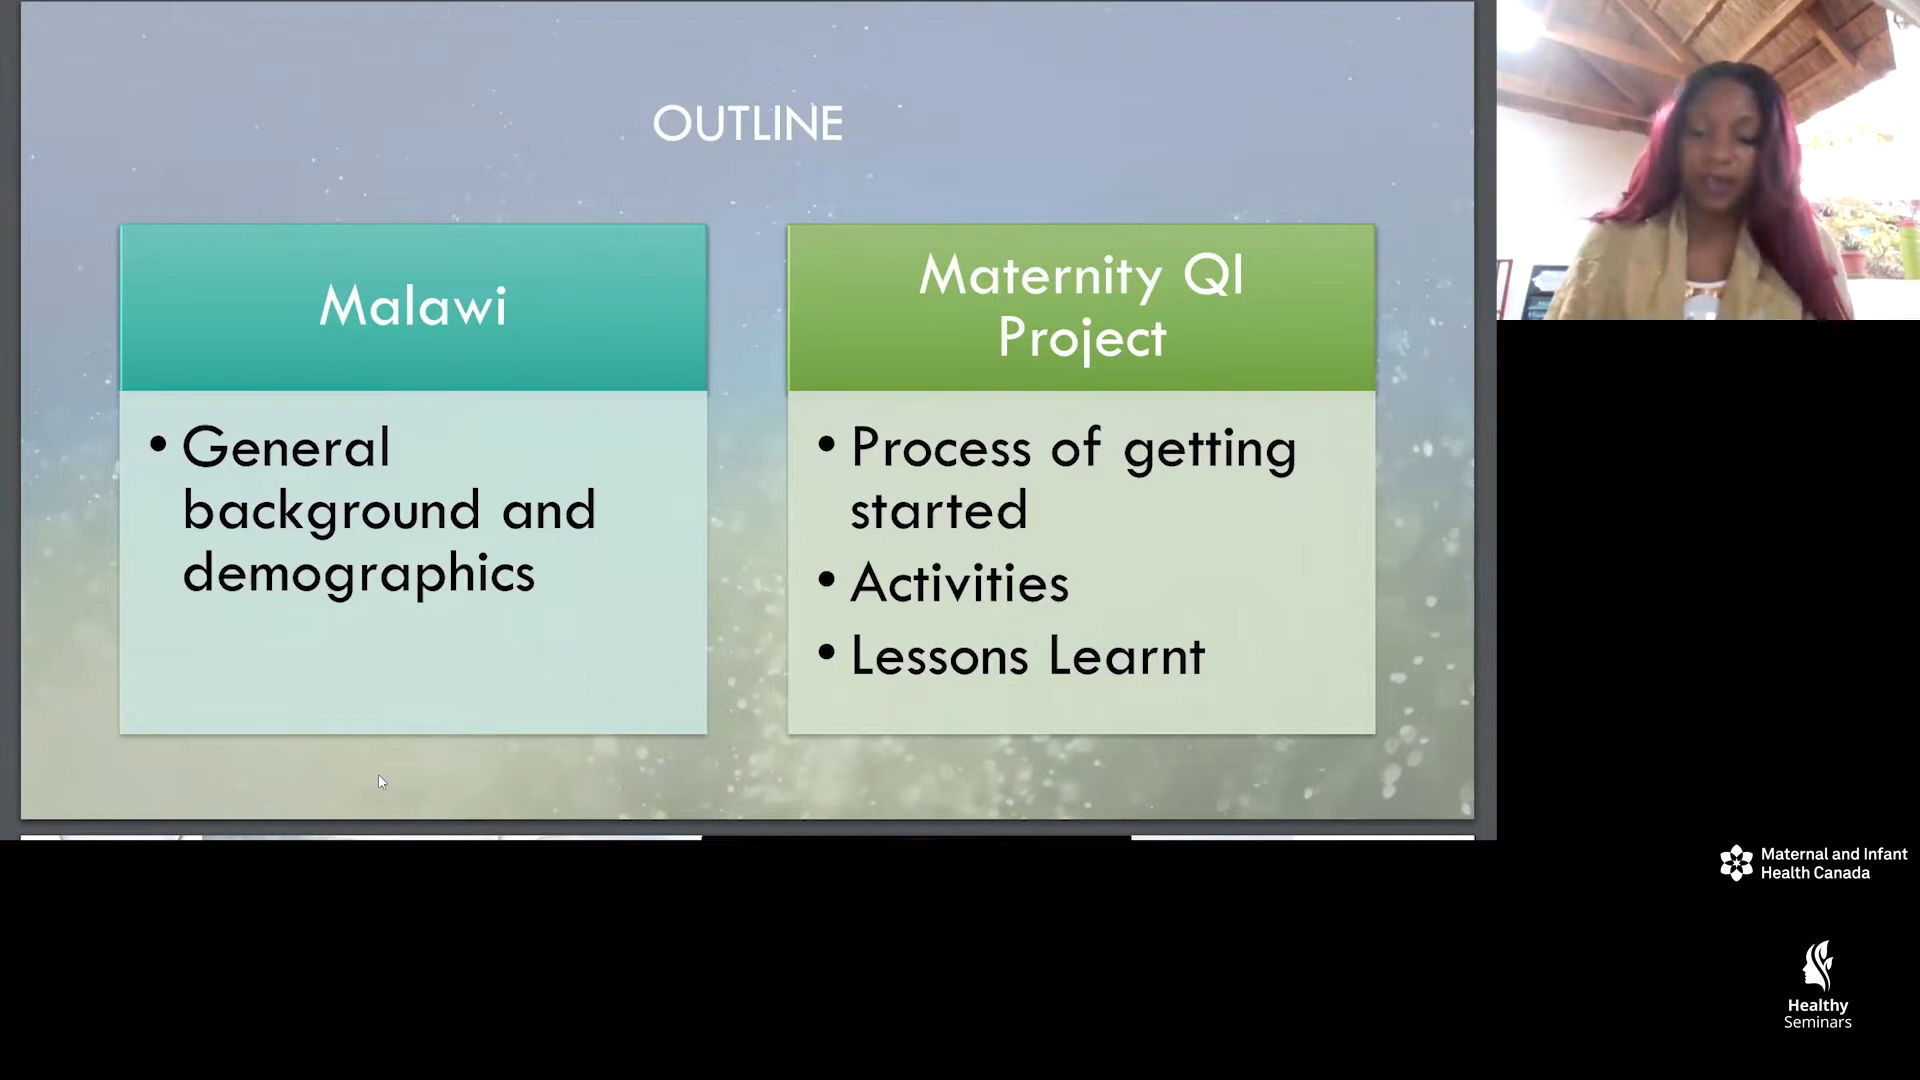 OUTLINE
Malawi
• General
background and
demographics
Maternity QI
Project
• Process of getting
started
• Activities
• Lessons Learnt
Maternal and Infant
Health Canada
Healthy
Seminars